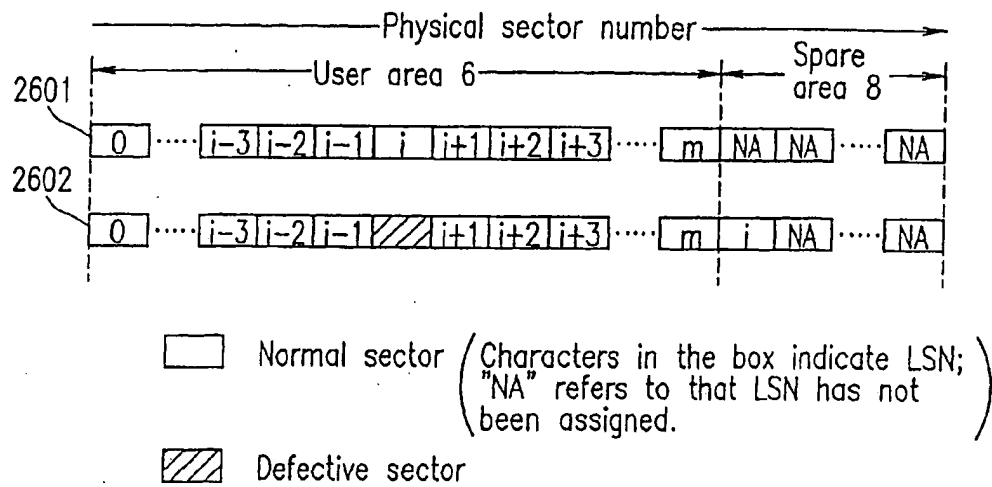 Physical sector number
User area 6
Spare
area 8
2601
0 ..... i-3 i-2 i-1 i i+1 i+2 i+3 ..... m NA NA ..... NA
2602
0 ..... i-3 i-2 i-1 i+1 i+2 i+3 ..... m i NA ..... NA
Normal sector (Characters in the box indicate LSN;
"NA" refers to that LSN has not
been assigned.)
Defective sector